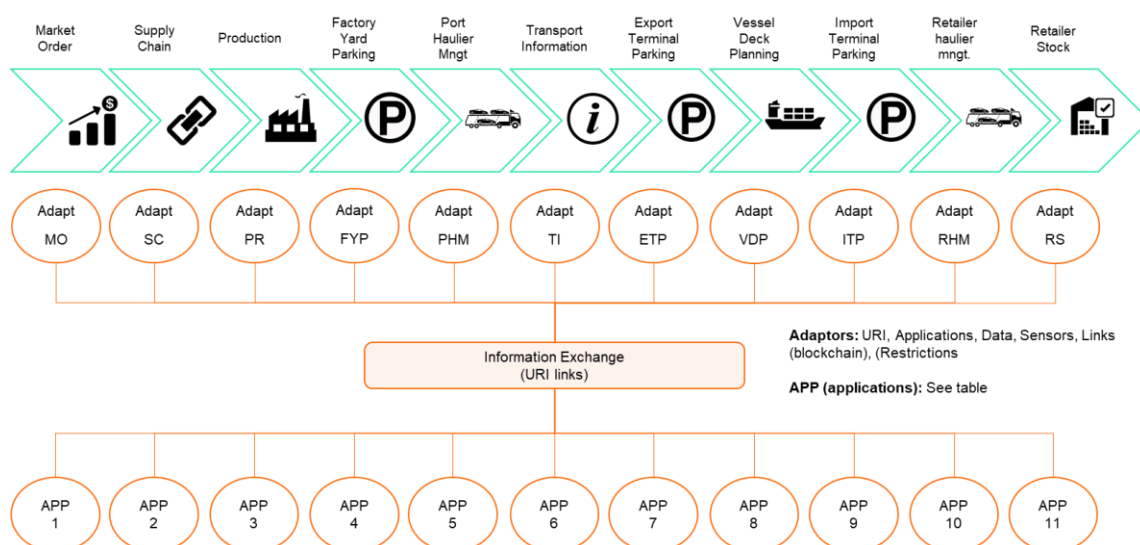 Market
Order
Supply
Chain
Production
Factory
Yard
Parking
Port
Haulier
Mngt
Transport
Information
Export
Terminal
Parking
Vessel
Deck
Planning
Import
Terminal
Parking
Retailer
haulier
mngt.
Retailer
Stock
$
P
i
P
P
Adapt
MO
Adapt
SC
Adapt
PR
Adapt
FYP
Adapt
PHM
Adapt
TI
Adapt
ETP
Adapt
VDP
Adapt
ITP
Adapt
RHM
Adapt
RS
Information Exchange
(URI links)
Adaptors: URI, Applications, Data, Sensors, Links
(blockchain), (Restrictions
APP (applications): See table
APP
1
APP
2
APP
3
APP
4
APP
5
APP
6
APP
7
APP
8
APP
9
APP
10
APP
11